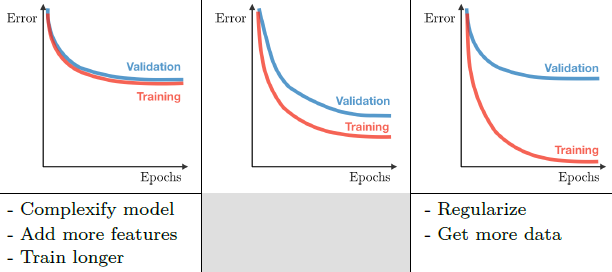 Error
Validation
Training
Epochs
Error
Validation
Training
Epochs
Error
Validation
Training
Epochs
- Complexify model
- Add more features
- Train longer
- Regularize
- Get more data